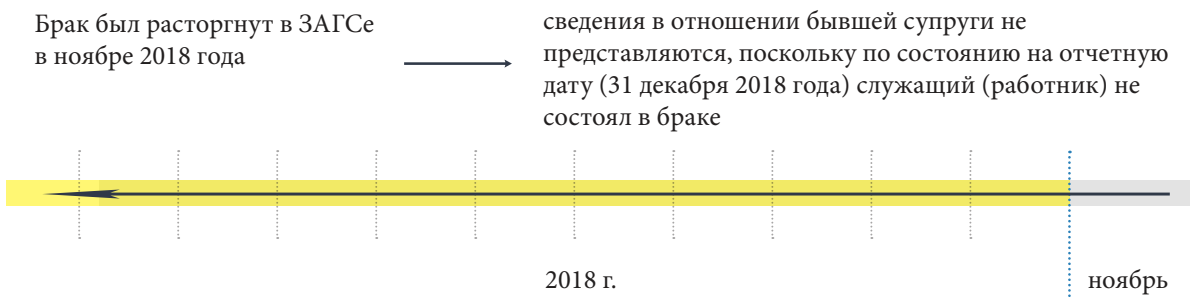 Брак был расторгнут в ЗАГСе
в ноябре 2018 года
сведения в отношении бывшей супруги не
представляются, поскольку по состоянию на отчетную
дату (31 декабря 2018 года) служащий (работник) не
состоял в браке
2018 г.
ноябрь